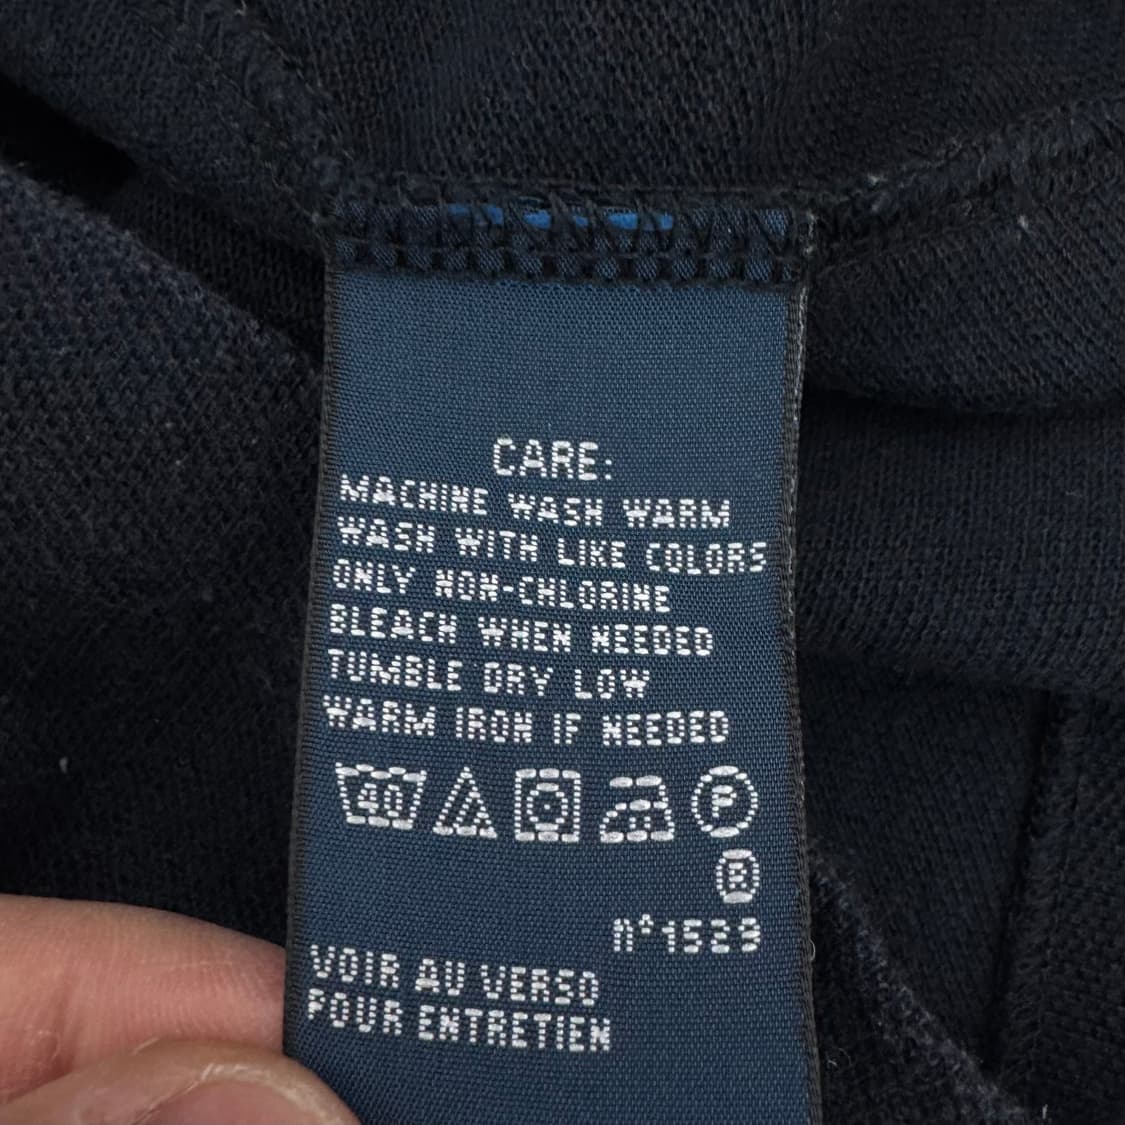 CARE:
MACHINE WASH WARM
WASH WITH LIKE COLORS
ONLY NON-CHLORINE
BLEACH WHEN NEEDED
TUMBLE DRY LOW
WARM IRON IF NEEDED
40 P
n°
VOIR AU VERSO
POUR ENTRETIEN